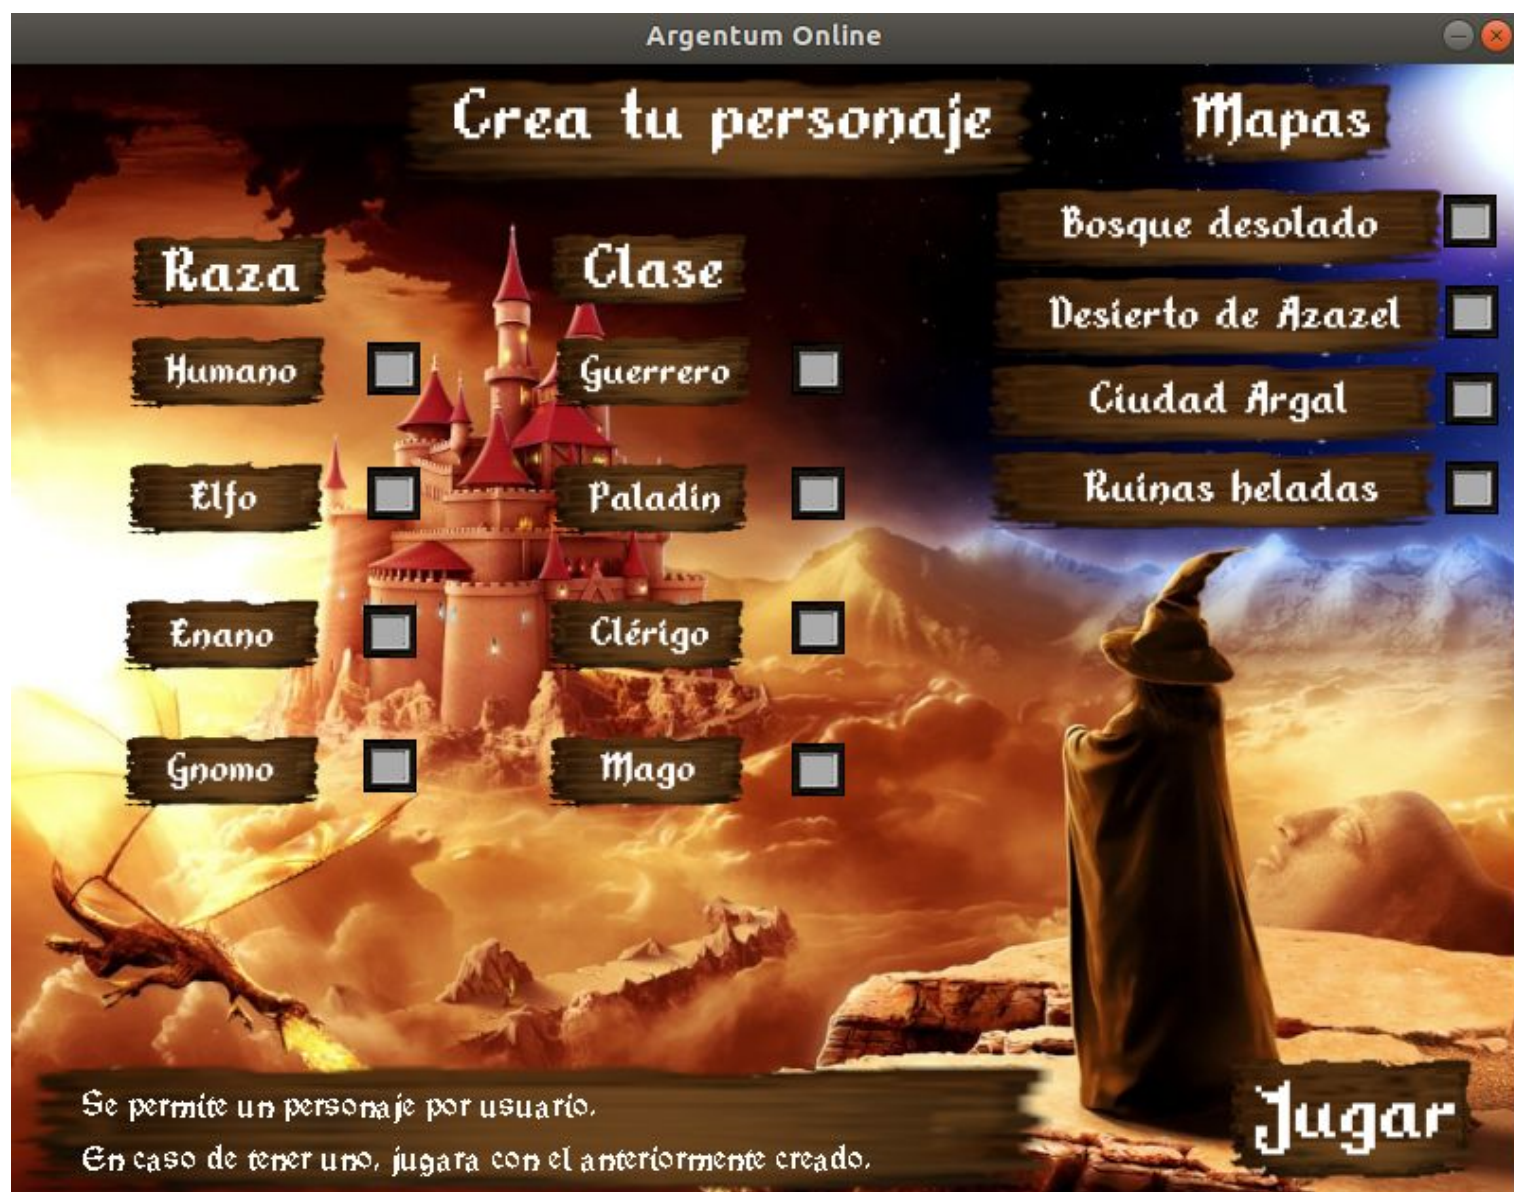 Argentum Online
Crea tu personaje
Mapas
Raza
Clase
Humano
Guerrero
Elfo
Paladin
Enano
Clérigo
Gnomo
Mago
Bosque desolado
Desierto de Azazel
Ciudad Argal
Ruinas heladas
Se permite un personaje por usuario.
En caso de tener uno, jugara con el anteriormente creado.
Jugar